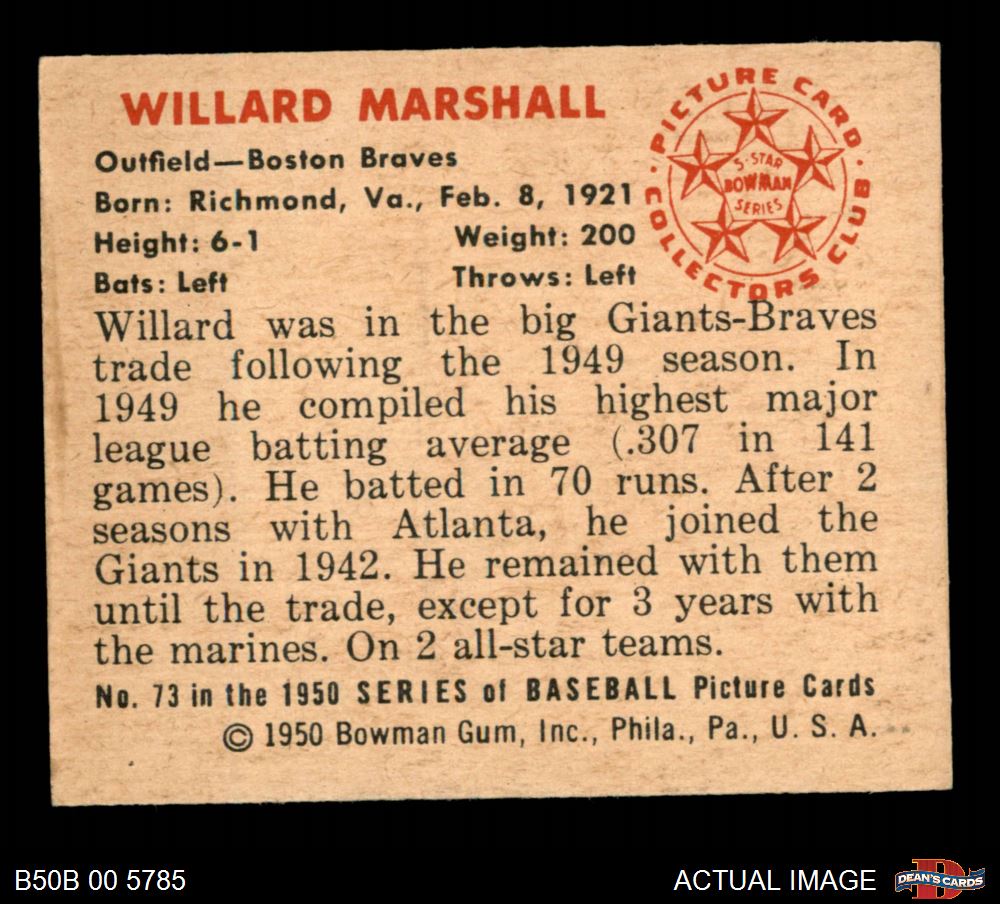 WILLARD MARSHALL
Outfield—Boston Braves
Born: Richmond, Va., Feb. 8, 1921
Height: 6-1 Weight: 200
Bats: Left Throws: Left
PICTURE CARD
COLLECTORS CLUB
5-STAR
BOWMAN
SERIES
Willard was in the big Giants-Braves
trade following the 1949 season. In
1949 he compiled his highest major
league batting average (.307 in 141
games). He batted in 70 runs. After 2
seasons with Atlanta, he joined the
Giants in 1942. He remained with them
until the trade, except for 3 years with
the marines. On 2 all-star teams.
No. 73 in the 1950 SERIES of BASEBALL Picture Cards
© 1950 Bowman Gum, Inc., Phila., Pa., U. S. A.
B50B 00 5785
ACTUAL IMAGE
DEAN'S CARDS